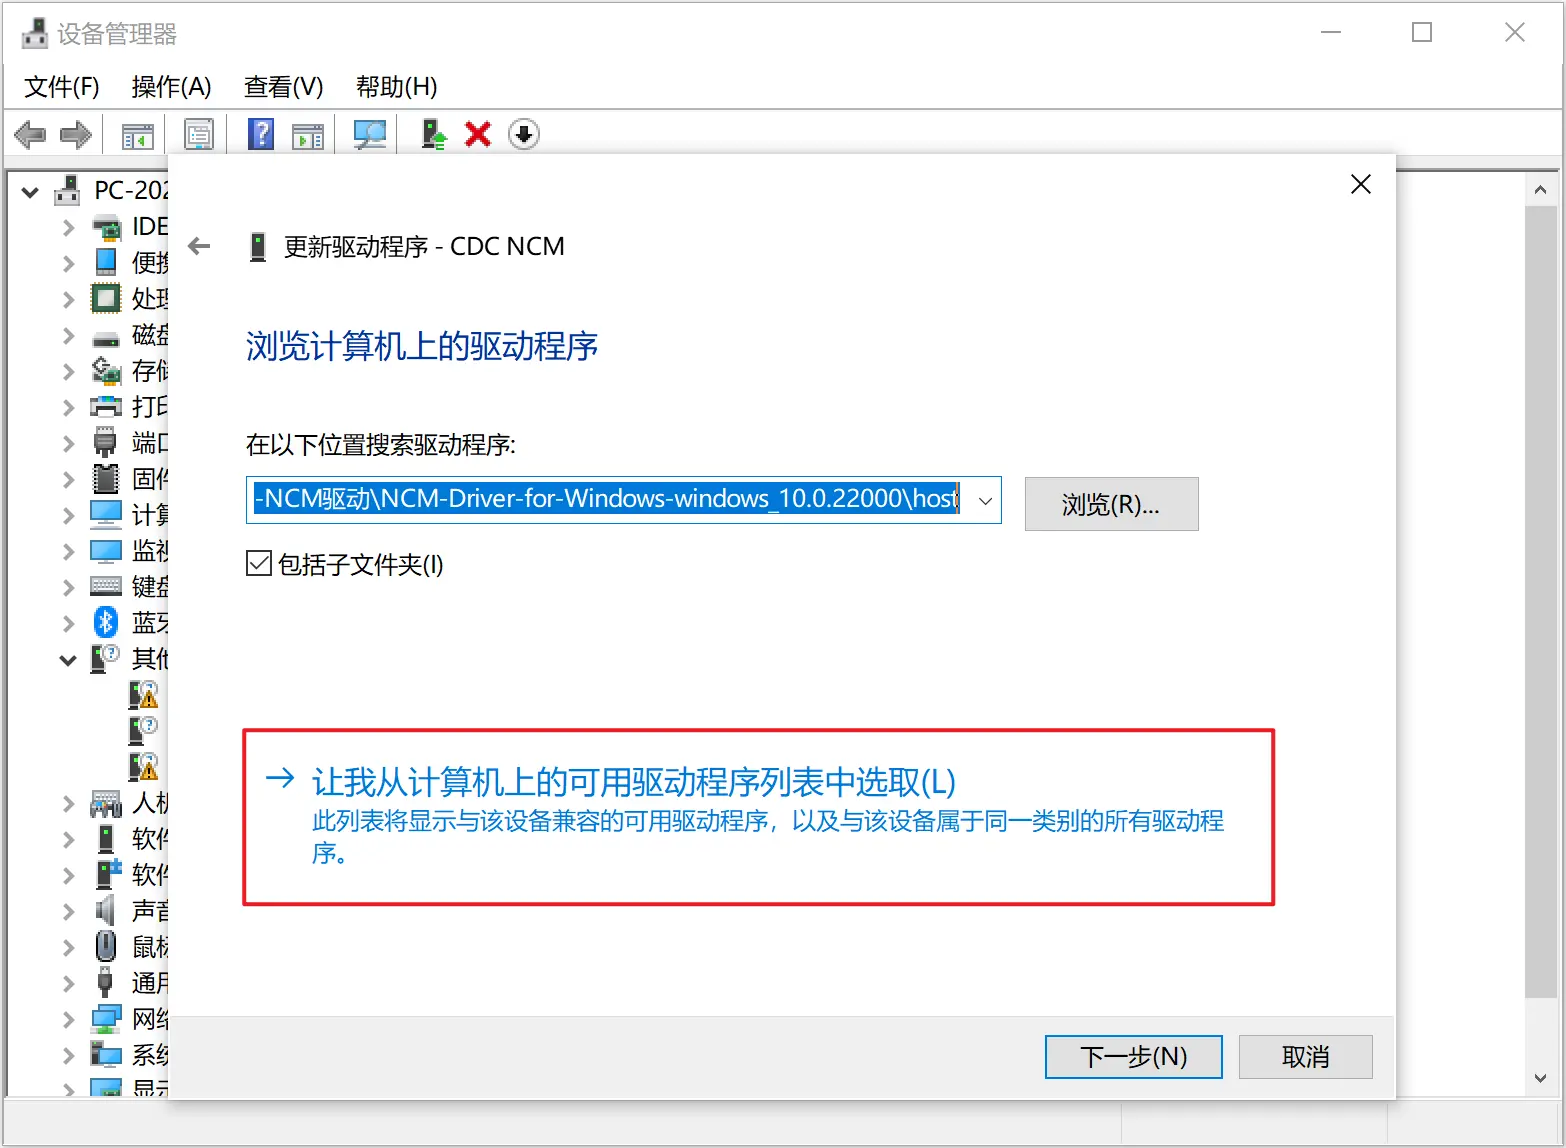 设备管理器
文件(F) 操作(A) 查看(V) 帮助(H)
PC-202
IDE
便携
处理
磁盘
存储
打印
端口
固件
计算
监视
键盘
蓝牙
其他
人机
软件
软件
声音
鼠标
通用
网络
系统
显示
更新驱动程序 - CDC NCM
浏览计算机上的驱动程序
在以下位置搜索驱动程序:
-NCM驱动\NCM-Driver-for-Windows-windows_10.0.22000\host
浏览(R)...
包括子文件夹(I)
让我从计算机上的可用驱动程序列表中选取(L)
此列表将显示与该设备兼容的可用驱动程序，以及与该设备属于同一类别的所有驱动程
序。
下一步(N) 取消